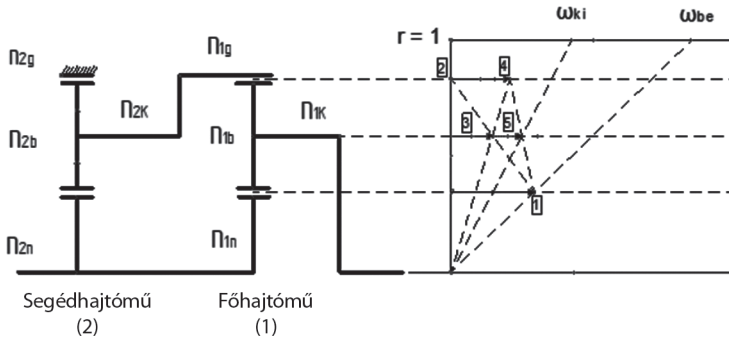 n2g
n1g
r = 1
ωki
ωbe
2
4
n2K
n2b
n1b
n1K
3
5
1
n2n
n1n
Segédhajtómű
(2)
Főhajtómű
(1)